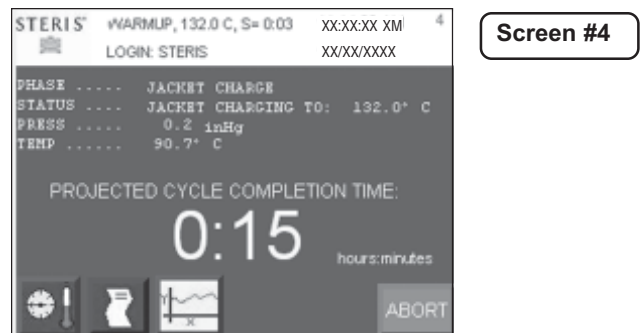 STERIS® WARMUP, 132.0 C, S= 0:03 XX:XX:XX XM 4
LOGIN: STERIS XX/XX/XXXX
Screen #4
PHASE ..... JACKET CHARGE
STATUS .... JACKET CHARGING TO: 132.0° C
PRESS ..... 0.2 inHg
TEMP ...... 90.7° C
PROJECTED CYCLE COMPLETION TIME:
0:15
hours:minutes
Y
X
ABORT